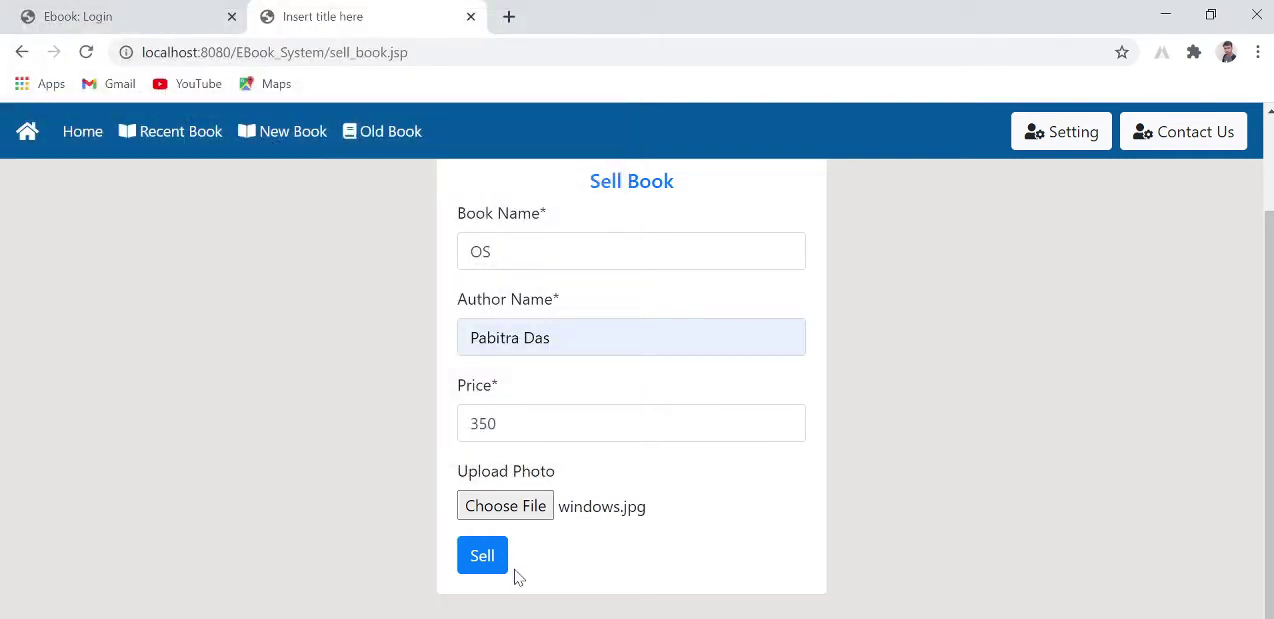 Ebook: Login
Insert title here
localhost:8080/EBook_System/sell_book.jsp
Apps Gmail YouTube Maps
Home Recent Book New Book Old Book Setting Contact Us
Sell Book
Book Name*
OS
Author Name*
Pabitra Das
Price*
350
Upload Photo
Choose File windows.jpg
Sell